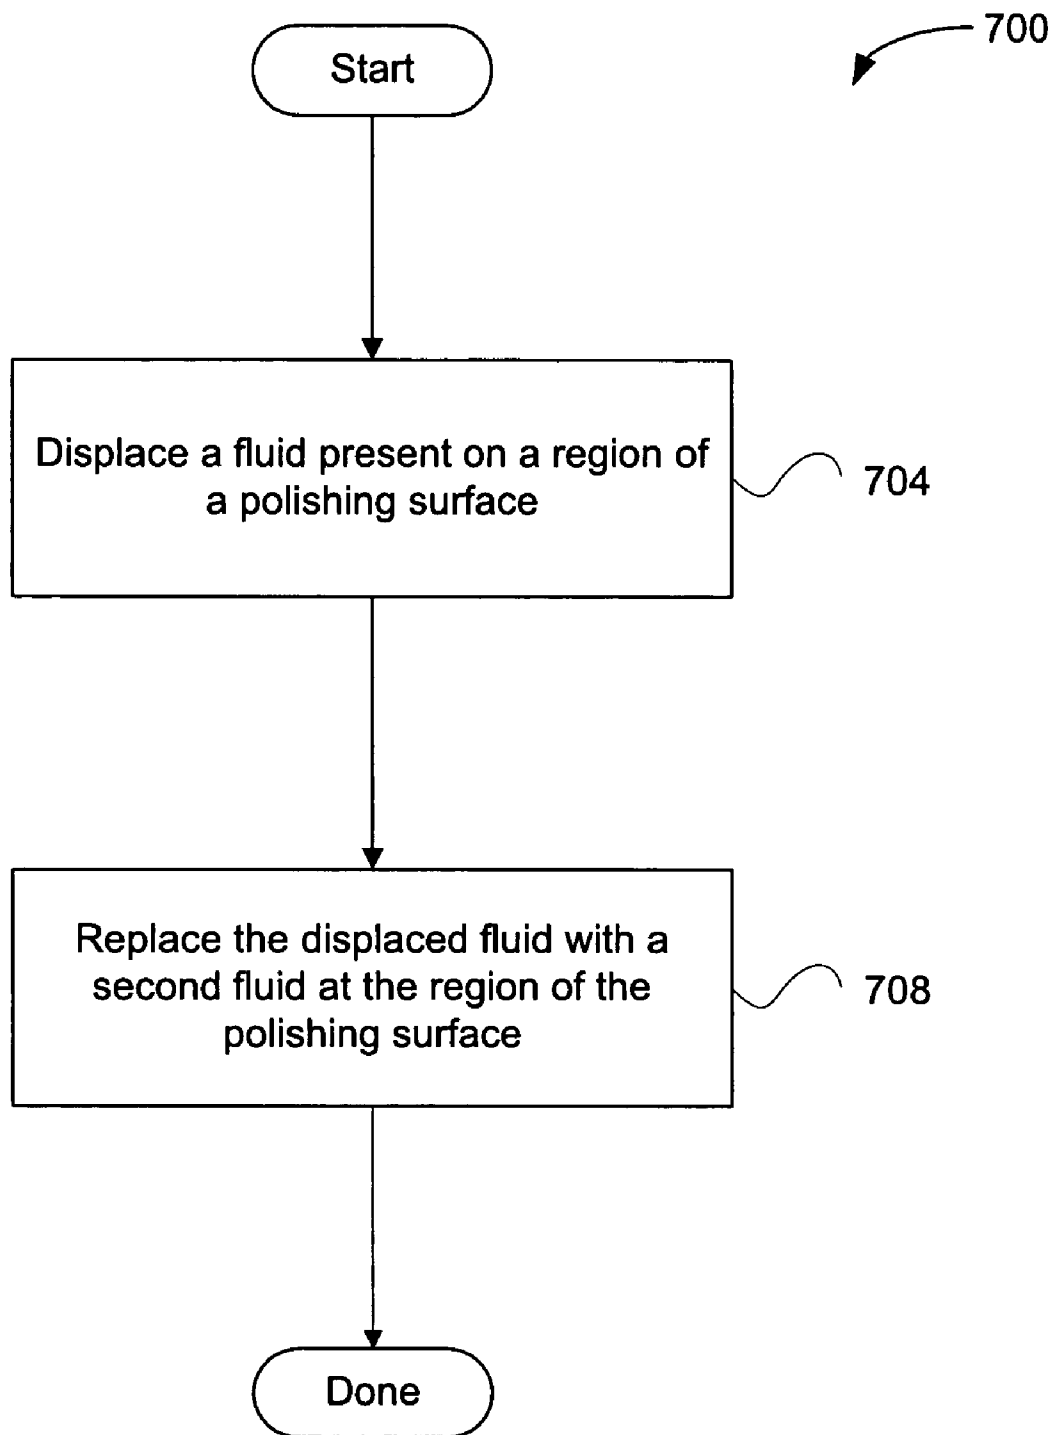 700
Start
Displace a fluid present on a region of
a polishing surface
704
Replace the displaced fluid with a
second fluid at the region of the
polishing surface
708
Done